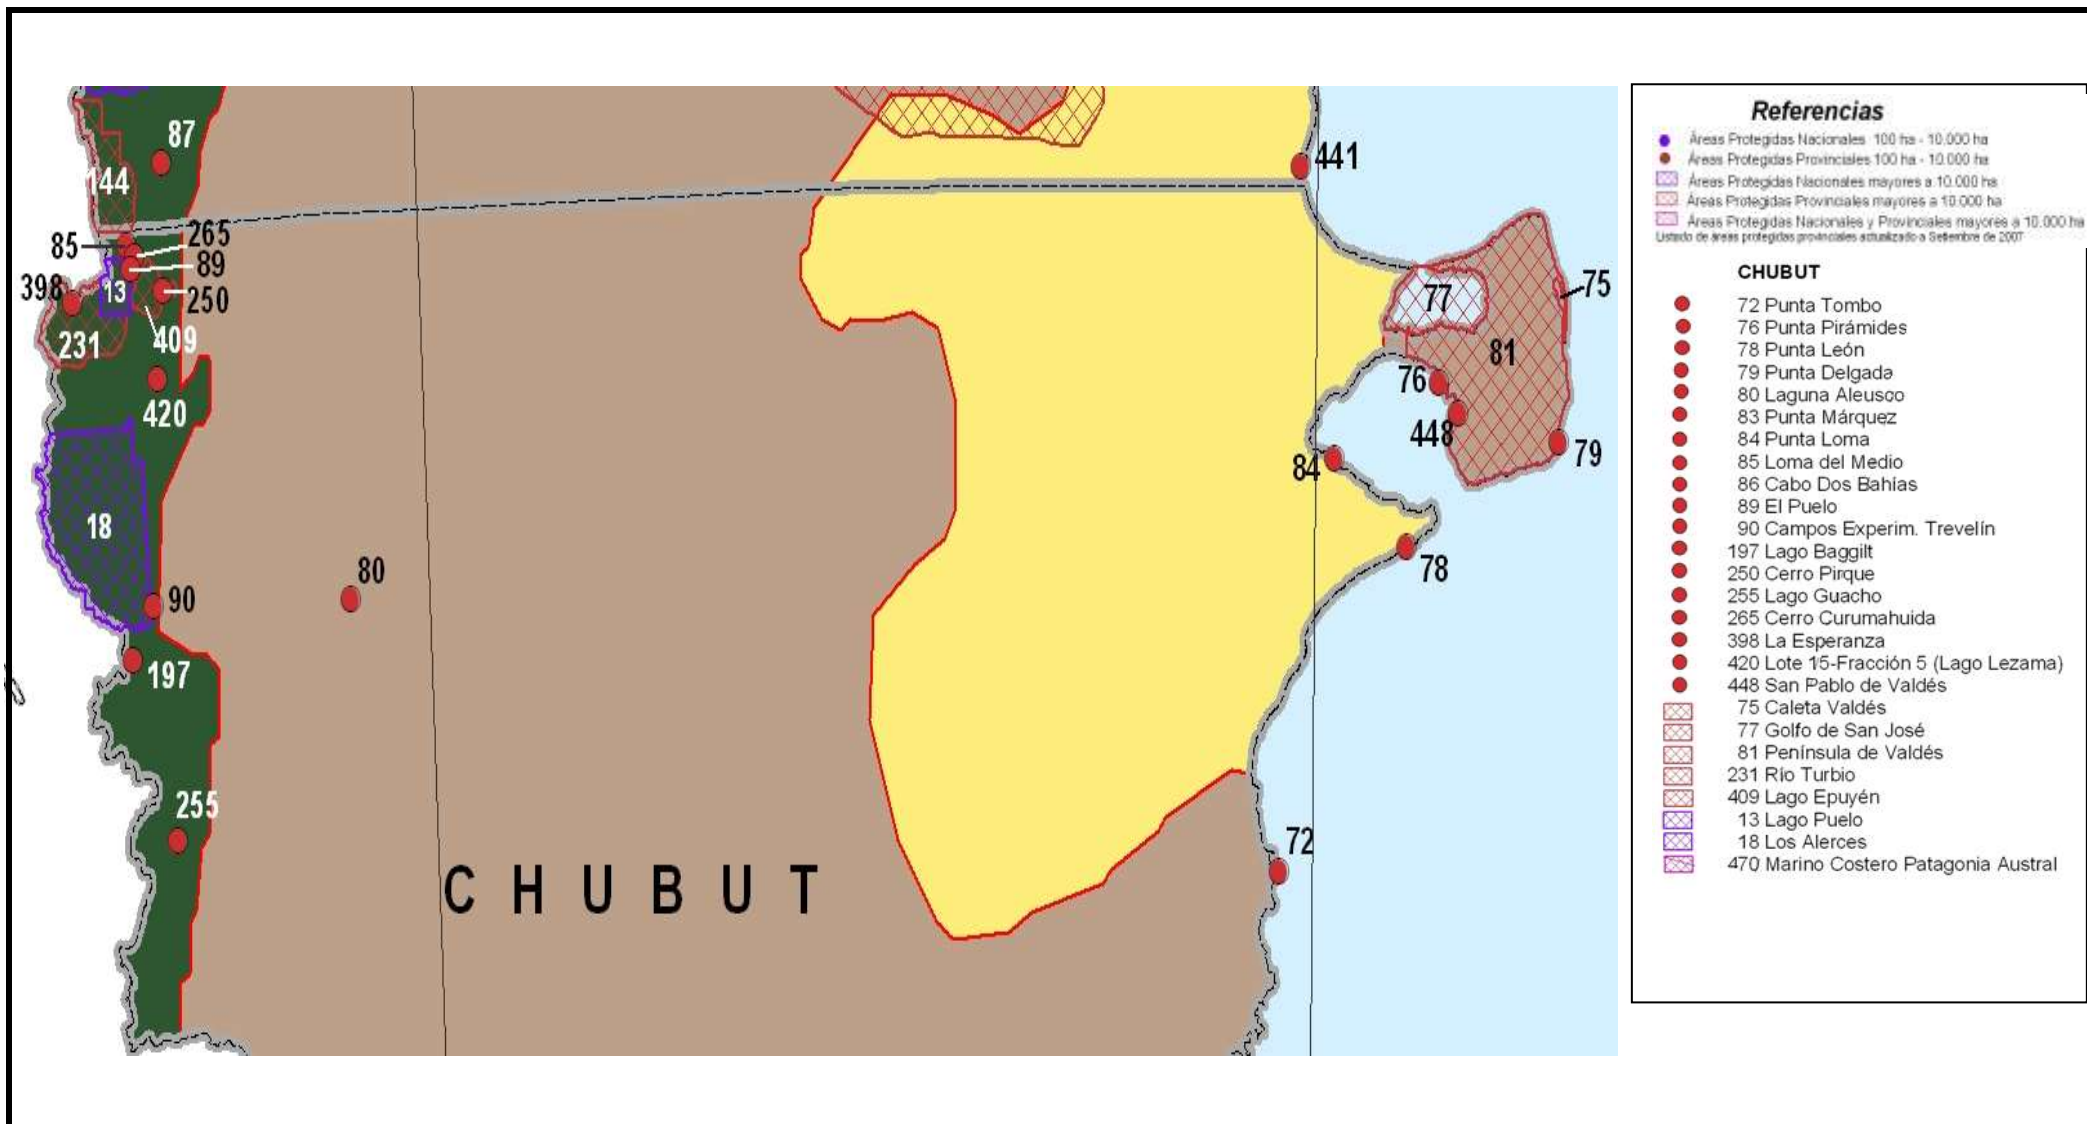 87
144
441
85
265
89
398
13
250
231
409
75
77
81
420
76
448
84
79
18
78
80
90
197
255
72
C H U B U T
Referencias
Áreas Protegidas Nacionales 100 ha - 10.000 ha
Áreas Protegidas Provinciales 100 ha - 10.000 ha
Áreas Protegidas Nacionales mayores a 10.000 ha
Áreas Protegidas Provinciales mayores a 10.000 ha
Áreas Protegidas Nacionales y Provinciales mayores a 10.000 ha
Listado de áreas protegidas provinciales actualizado a Setiembre de 2007
CHUBUT
72 Punta Tombo
76 Punta Pirámides
78 Punta León
79 Punta Delgada
80 Laguna Aleusco
83 Punta Márquez
84 Punta Loma
85 Loma del Medio
86 Cabo Dos Bahías
89 El Puelo
90 Campos Experim. Trevelín
197 Lago Baggilt
250 Cerro Pirque
255 Lago Guacho
265 Cerro Curumahuida
398 La Esperanza
420 Lote 15-Fracción 5 (Lago Lezama)
448 San Pablo de Valdés
75 Caleta Valdés
77 Golfo de San José
81 Península de Valdés
231 Río Turbio
409 Lago Epuyén
13 Lago Puelo
18 Los Alerces
470 Marino Costero Patagonia Austral